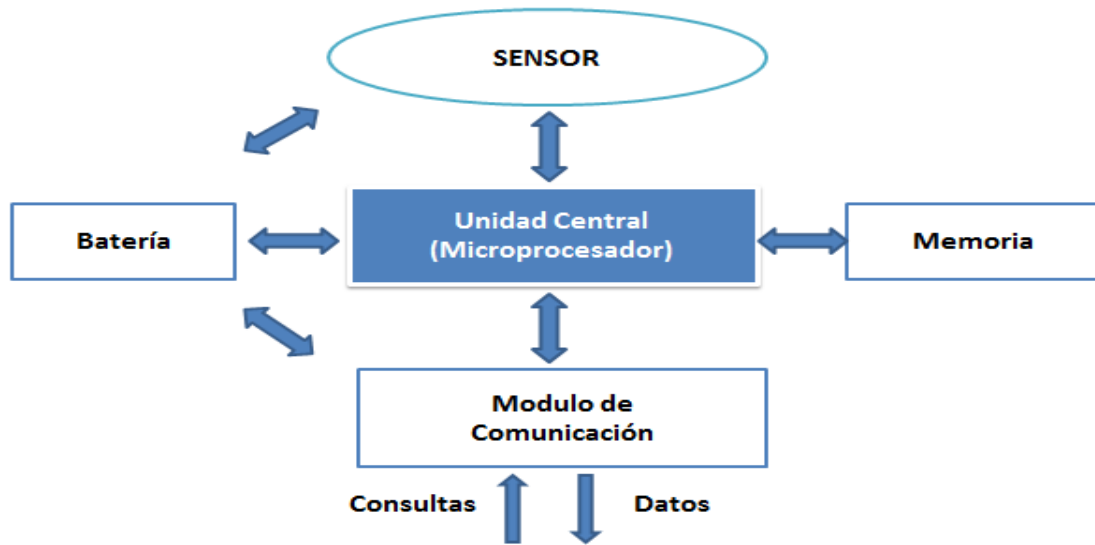 SENSOR
Batería
Unidad Central
(Microprocesador)
Memoria
Modulo de
Comunicación
Consultas
Datos